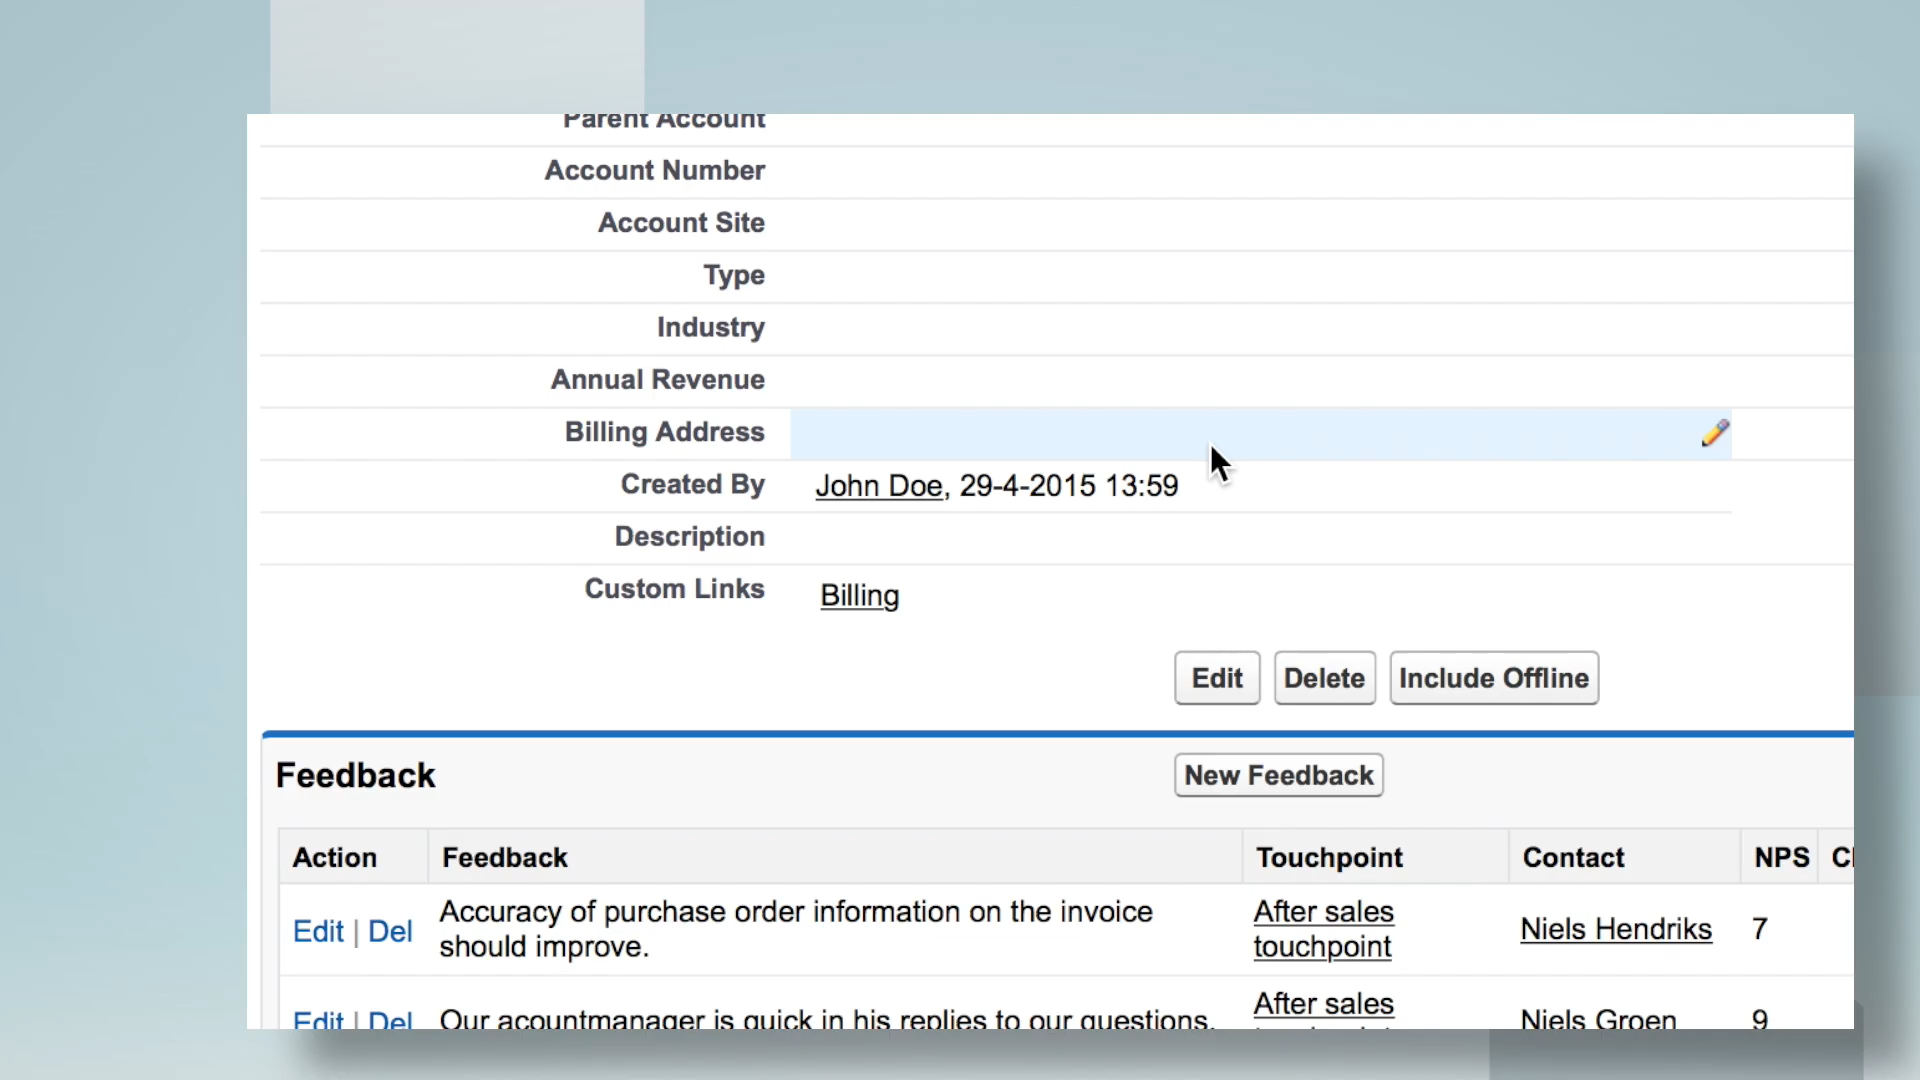 Parent Account
Account Number
Account Site
Type
Industry
Annual Revenue
Billing Address
Created By John Doe, 29-4-2015 13:59
Description
Custom Links Billing
Edit Delete Include Offline
Feedback New Feedback
Action Feedback Touchpoint Contact NPS
Edit | Del Accuracy of purchase order information on the invoice should improve. After sales touchpoint Niels Hendriks 7
Edit | Del Our acountmanager is quick in his replies to our questions. After sales Niels Groen 9